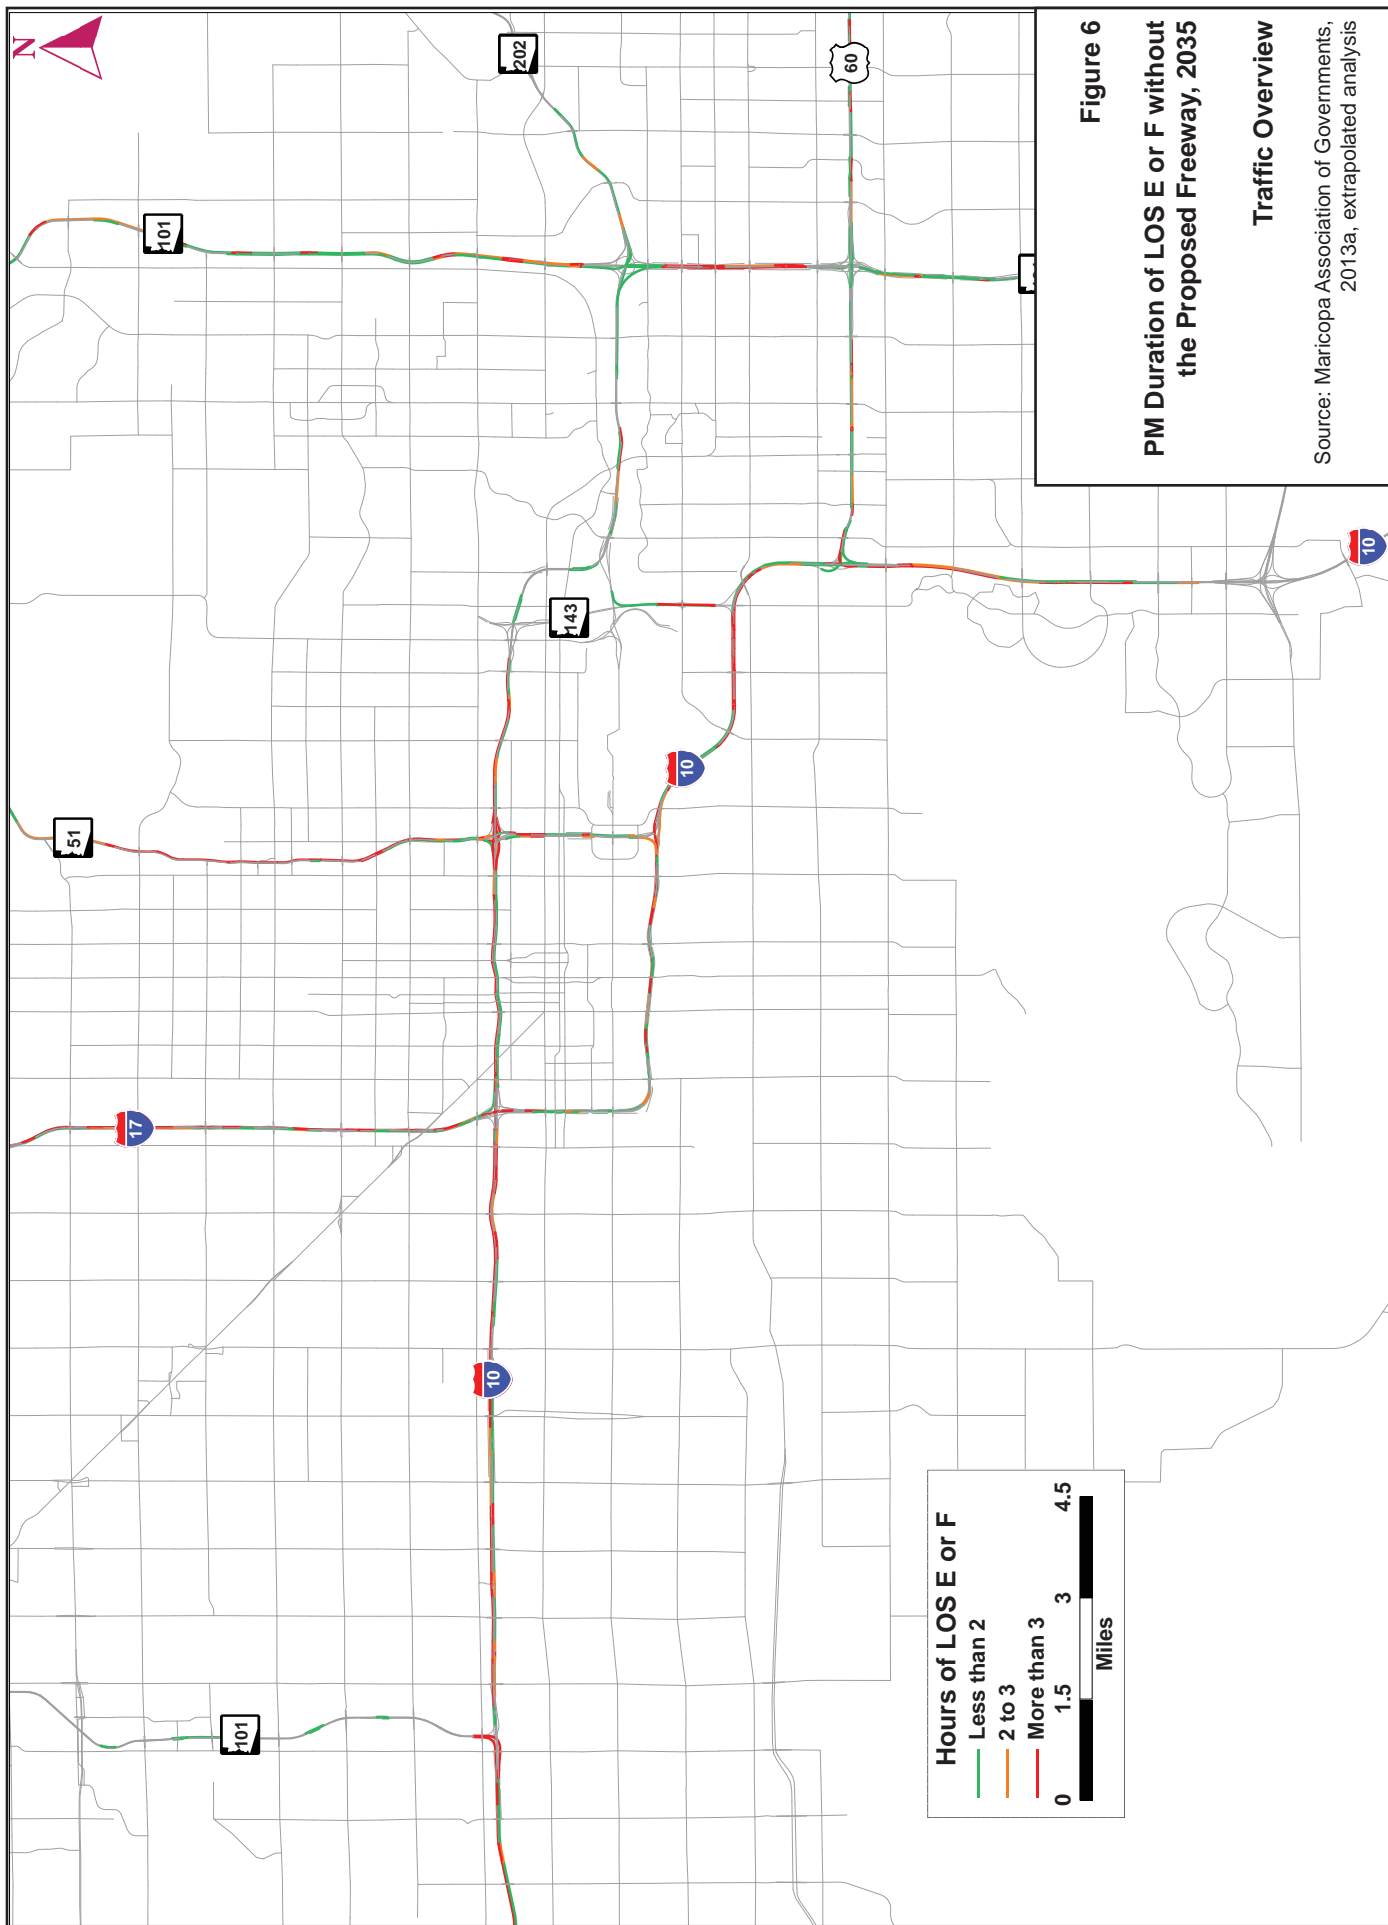 N
202
60
101
51
143
17
10
10
10
101
Hours of LOS E or F
Less than 2
2 to 3
More than 3
0 1.5 3 4.5
Miles
Figure 6
PM Duration of LOS E or F without
the Proposed Freeway, 2035
Traffic Overview
Source: Maricopa Association of Governments,
2013a, extrapolated analysis